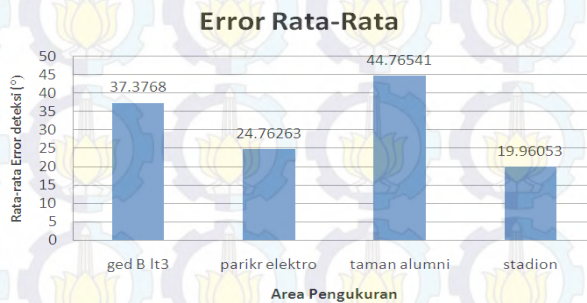 Error Rata-Rata
Rata-rata Error deteksi (°)
50
45
40
35
30
25
20
15
10
5
0
37.3768
24.76263
44.76541
19.96053
ged B lt3
parikr elektro
taman alumni
stadion
Area Pengukuran